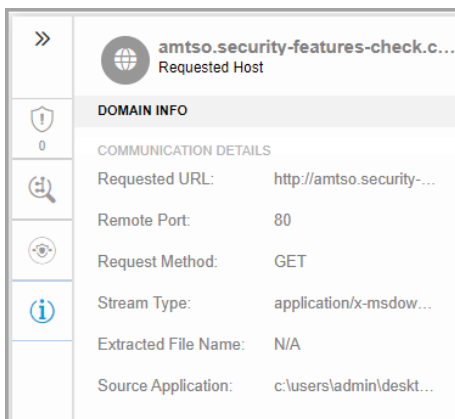 amtso.security-features-check.c...
Requested Host
DOMAIN INFO
0
COMMUNICATION DETAILS
Requested URL: http://amtso.security-...
Remote Port: 80
Request Method: GET
Stream Type: application/x-msdow...
Extracted File Name: N/A
Source Application: c:\users\admin\deskt...